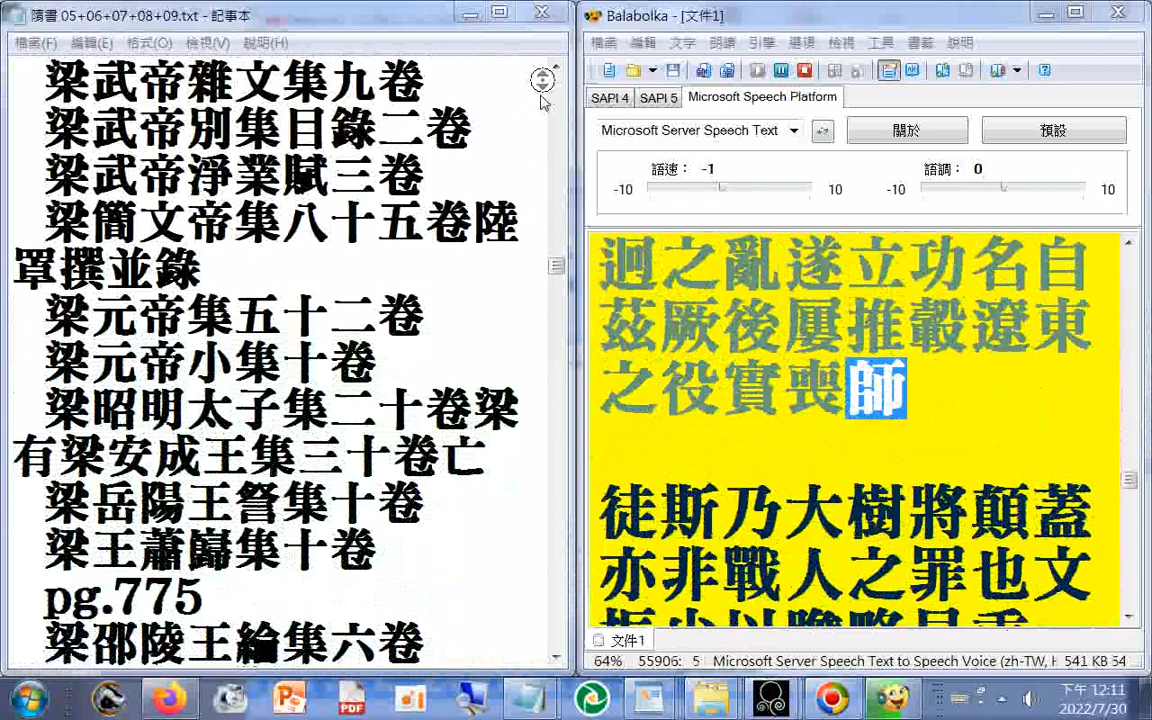 隋書 05+06+07+08+09.txt - 記事本
檔案(F) 編輯(E) 格式(O) 檢視(V) 說明(H)
梁武帝雜文集九卷
梁武帝別集目錄二卷
梁武帝淨業賦三卷
梁簡文帝集八十五卷陸
罩撰並錄
梁元帝集五十二卷
梁元帝小集十卷
梁昭明太子集二十卷梁
有梁安成王集三十卷亡
梁岳陽王詧集十卷
梁王蕭巋集十卷
pg.775
梁邵陵王綸集六卷
Balabolka - [文件1]
檔案 編輯 文字 朗讀 引擎 選項 檢視 工具 書籤 說明
SAPI 4 SAPI 5 Microsoft Speech Platform
Microsoft Server Speech Text 關於 預設
語速： -1 語調： 0
-10 10 -10 10
迥之亂遂立功名自
茲厥後屢推轂遼東
之役實喪師
徒斯乃大樹將顛蓋
亦非戰人之罪也文
振少以膽略見重
文件1
64% 55906: 5 Microsoft Server Speech Text to Speech Voice (zh-TW, H 541 KB 54
下午 12:11
2022/7/30